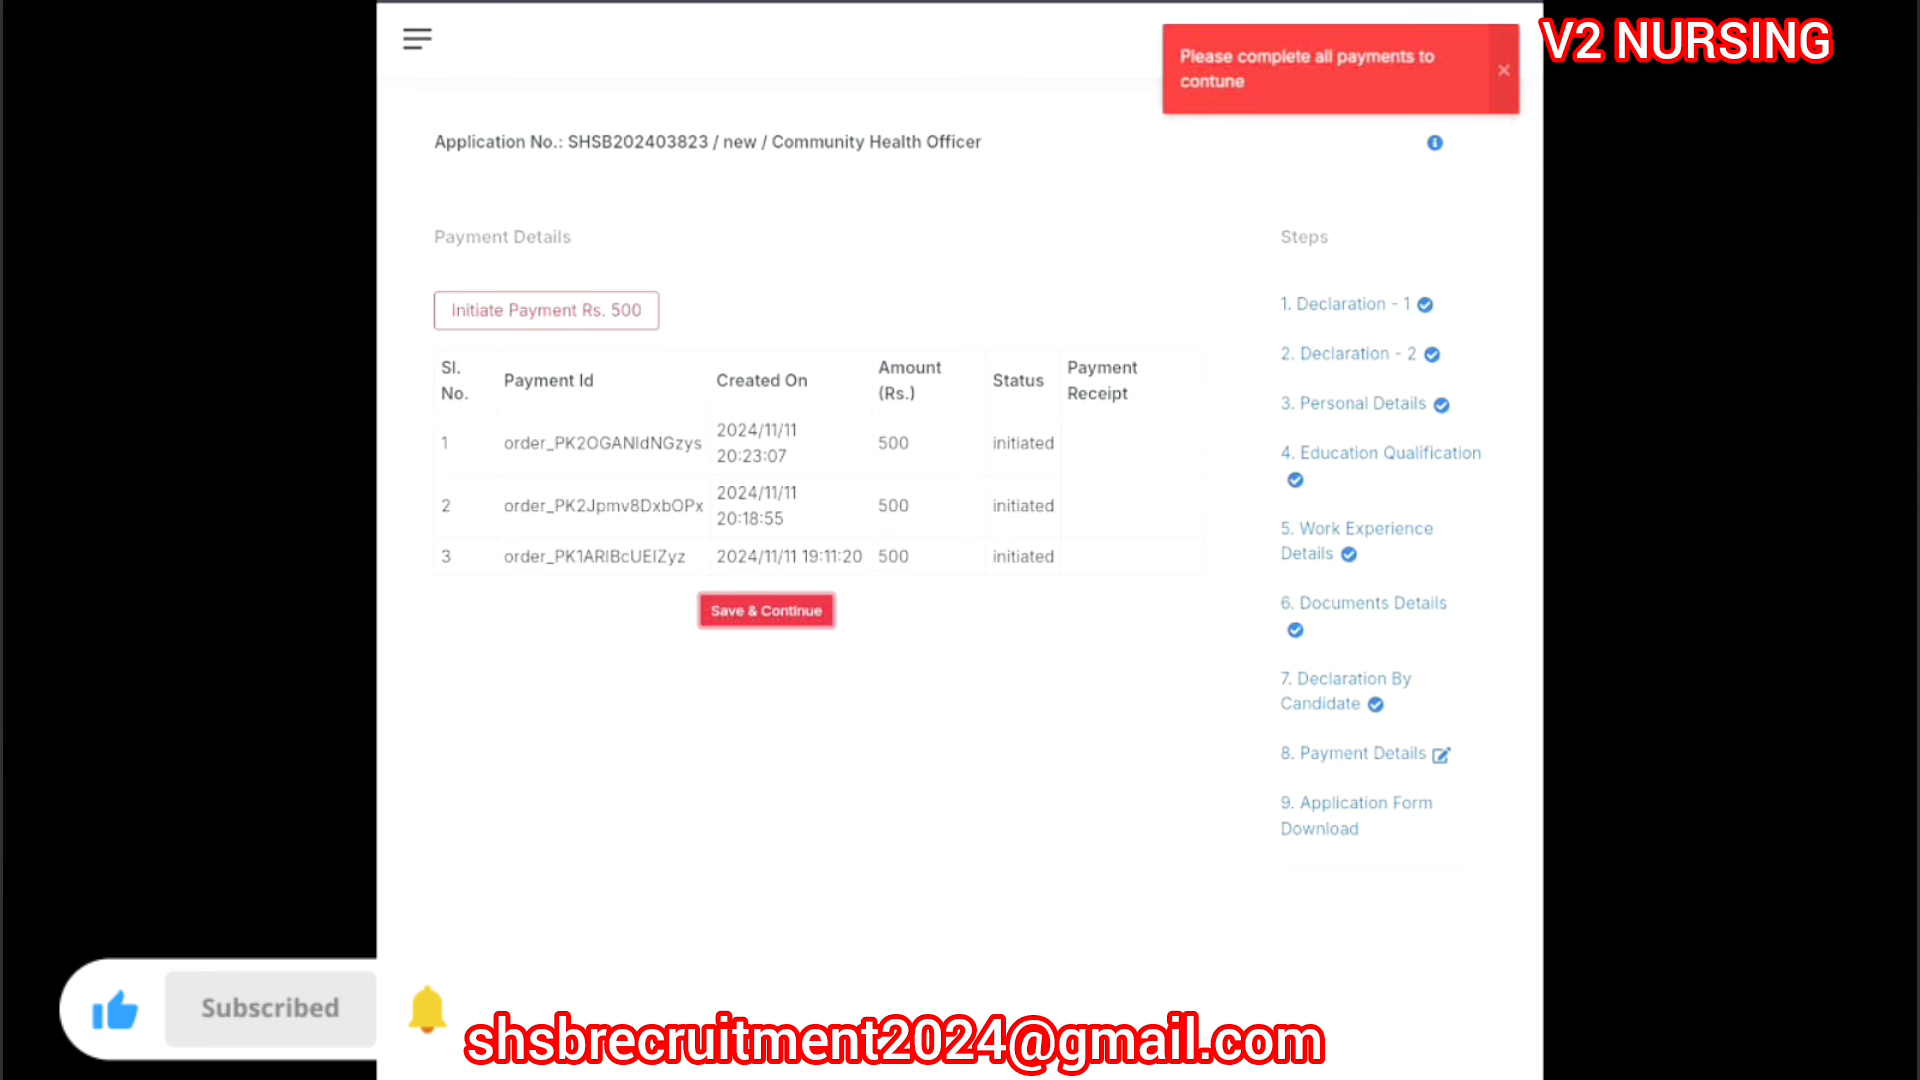 V2 NURSING
Please complete all payments to
contune
Application No.: SHSB202403823 / new / Community Health Officer
Payment Details
Initiate Payment Rs. 500
Sl. No. Payment Id Created On Amount (Rs.) Status Payment Receipt
1 order_PK2OGANldNGzys 2024/11/11 20:23:07 500 initiated
2 order_PK2Jpmv8DxbOPx 2024/11/11 20:18:55 500 initiated
3 order_PK1ARlBcUEIZyz 2024/11/11 19:11:20 500 initiated
Save & Continue
Steps
1. Declaration - 1
2. Declaration - 2
3. Personal Details
4. Education Qualification
5. Work Experience
Details
6. Documents Details
7. Declaration By
Candidate
8. Payment Details
9. Application Form
Download
Subscribed
shsbrecruitment2024@gmail.com